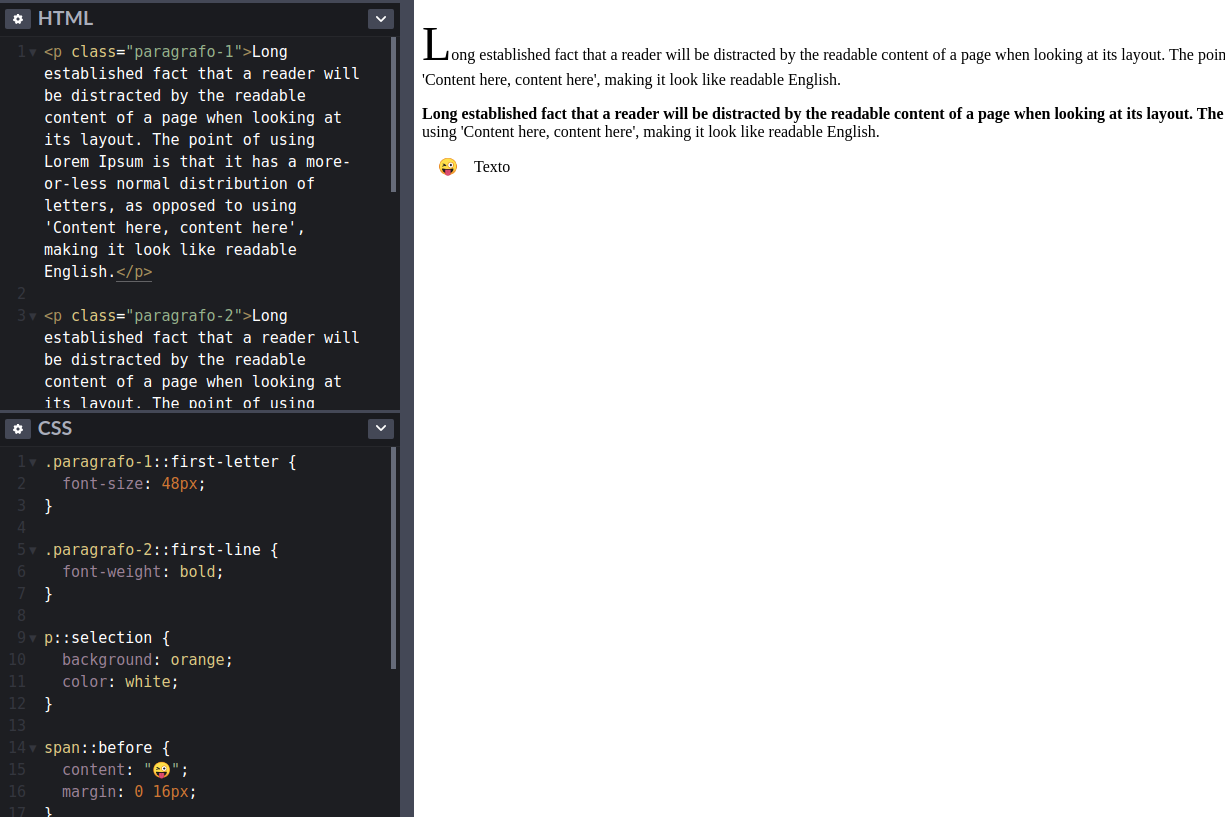 HTML
1 <p class="paragrafo-1">Long
established fact that a reader will
be distracted by the readable
content of a page when looking at
its layout. The point of using
Lorem Ipsum is that it has a more-
or-less normal distribution of
letters, as opposed to using
'Content here, content here',
making it look like readable
English.</p>
2
3 <p class="paragrafo-2">Long
established fact that a reader will
be distracted by the readable
content of a page when looking at
its layout. The point of using
CSS
1 .paragrafo-1::first-letter {
2 font-size: 48px;
3 }
4
5 .paragrafo-2::first-line {
6 font-weight: bold;
7 }
8
9 p::selection {
10 background: orange;
11 color: white;
12 }
13
14 span::before {
15 content: "😜";
16 margin: 0 16px;
17 }
Long established fact that a reader will be distracted by the readable content of a page when looking at its layout. The poin
'Content here, content here', making it look like readable English.
Long established fact that a reader will be distracted by the readable content of a page when looking at its layout. The
using 'Content here, content here', making it look like readable English.
😜 Texto